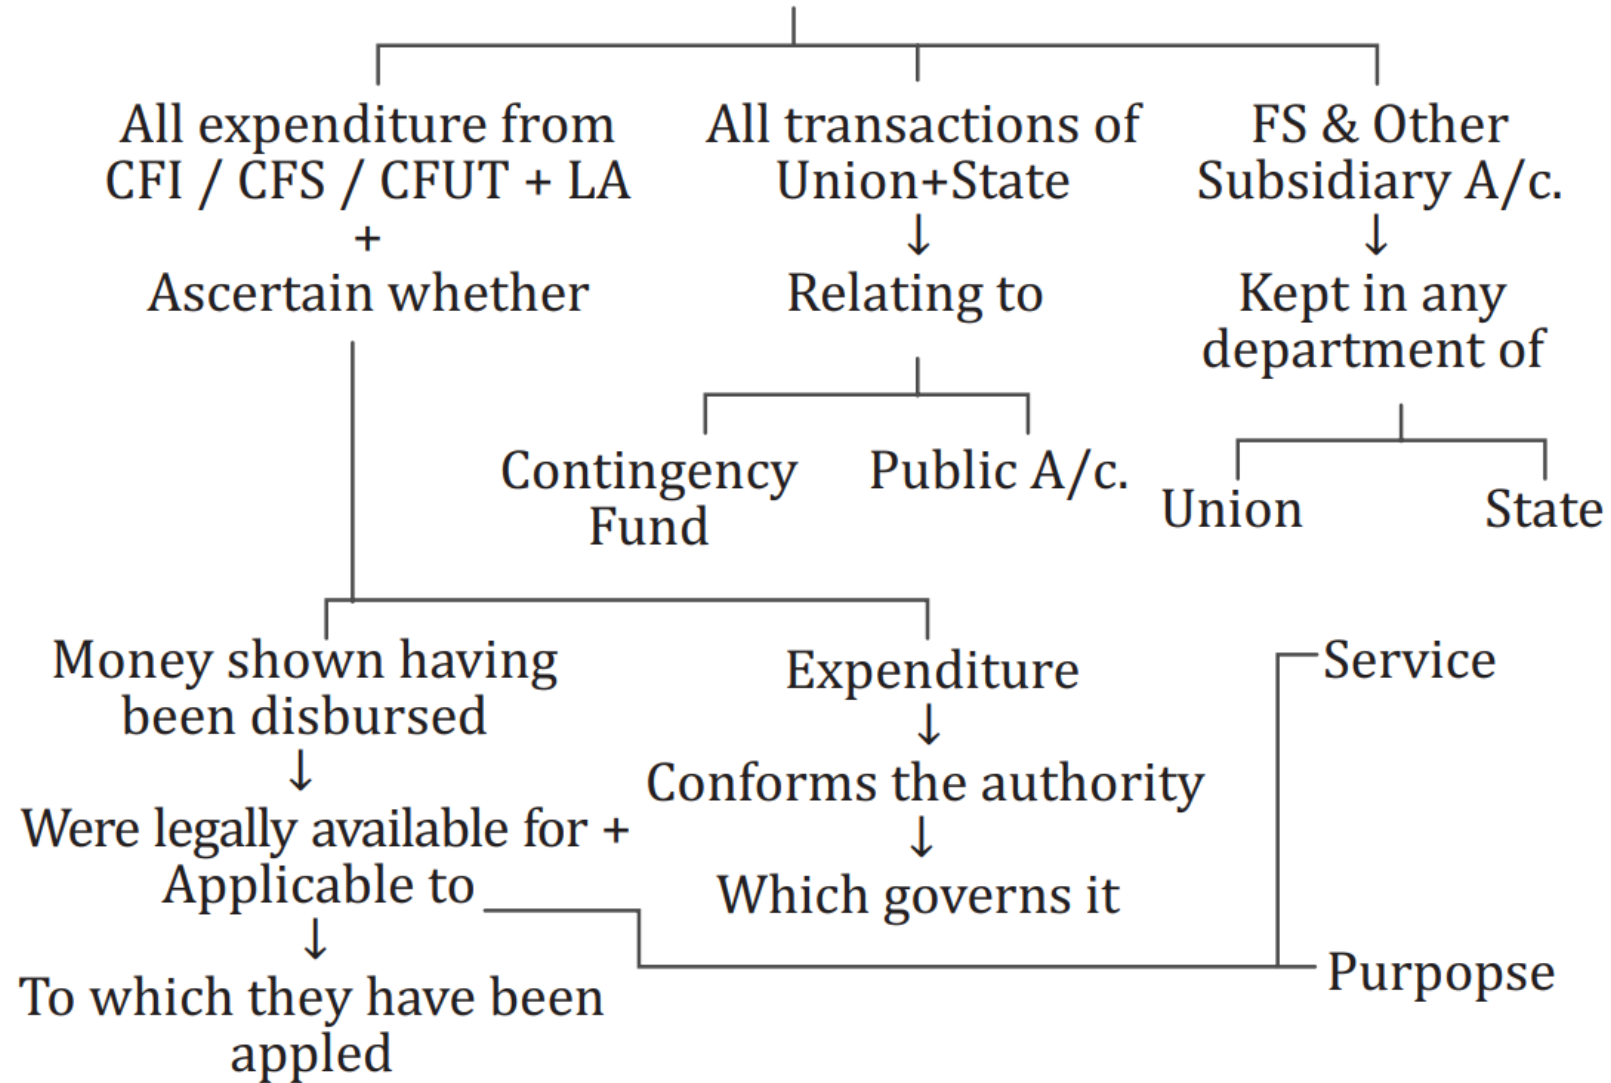 All expenditure from
CFI / CFS / CFUT + LA
+
Ascertain whether
All transactions of
Union+State
↓
Relating to
Contingency
Fund
Public A/c.
FS & Other
Subsidiary A/c.
↓
Kept in any
department of
Union
State
Money shown having
been disbursed
↓
Were legally available for +
Applicable to
↓
To which they have been
appled
Expenditure
↓
Conforms the authority
↓
Which governs it
Service
Purpopse